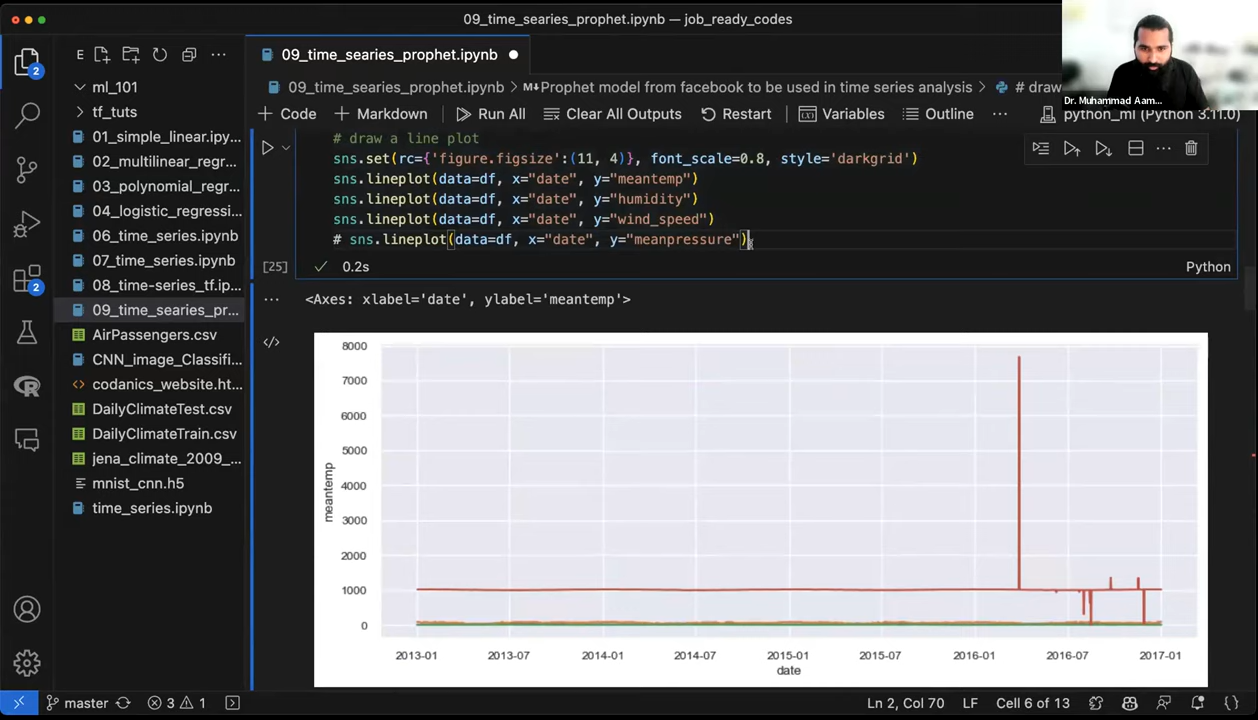 09_time_searies_prophet.ipynb — job_ready_codes
Dr. Muhammad Aam...
E
2
ml_101
tf_tuts
01_simple_linear.ipy...
02_multilinear_regr...
03_polynomial_regr...
04_logistic_regressi...
06_time_series.ipynb
07_time_series.ipynb
08_time-series_tf.ip...
09_time_searies_pr...
AirPassengers.csv
CNN_image_Classifi...
codanics_website.ht...
DailyClimateTest.csv
DailyClimateTrain.csv
jena_climate_2009_...
mnist_cnn.h5
time_series.ipynb
2
09_time_searies_prophet.ipynb
09_time_searies_prophet.ipynb > M↓Prophet model from facebook to be used in time series analysis > # draw
+ Code + Markdown Run All Clear All Outputs Restart Variables Outline ... python_ml (Python 3.11.0)
# draw a line plot
sns.set(rc={'figure.figsize':(11, 4)}, font_scale=0.8, style='darkgrid')
sns.lineplot(data=df, x="date", y="meantemp")
sns.lineplot(data=df, x="date", y="humidity")
sns.lineplot(data=df, x="date", y="wind_speed")
# sns.lineplot(data=df, x="date", y="meanpressure")
[25] 0.2s Python
<Axes: xlabel='date', ylabel='meantemp'>
8000
7000
6000
5000
4000
3000
2000
1000
0
meantemp
2013-01 2013-07 2014-01 2014-07 2015-01 2015-07 2016-01 2016-07 2017-01
date
master 3 1 Ln 2, Col 70 LF Cell 6 of 13